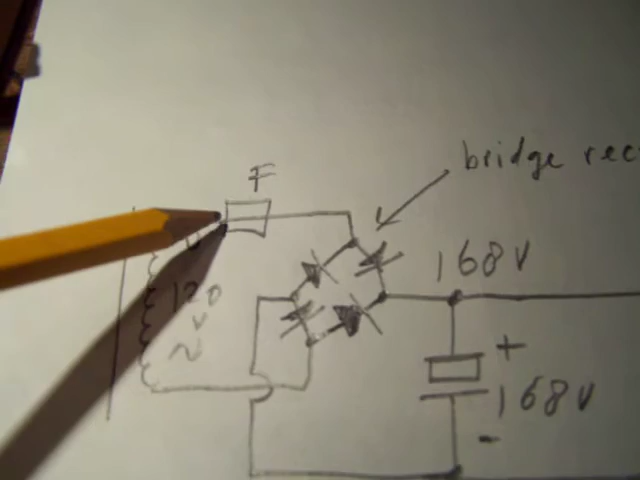 F
bridge rec
168V
120
V
~
+
168V
-